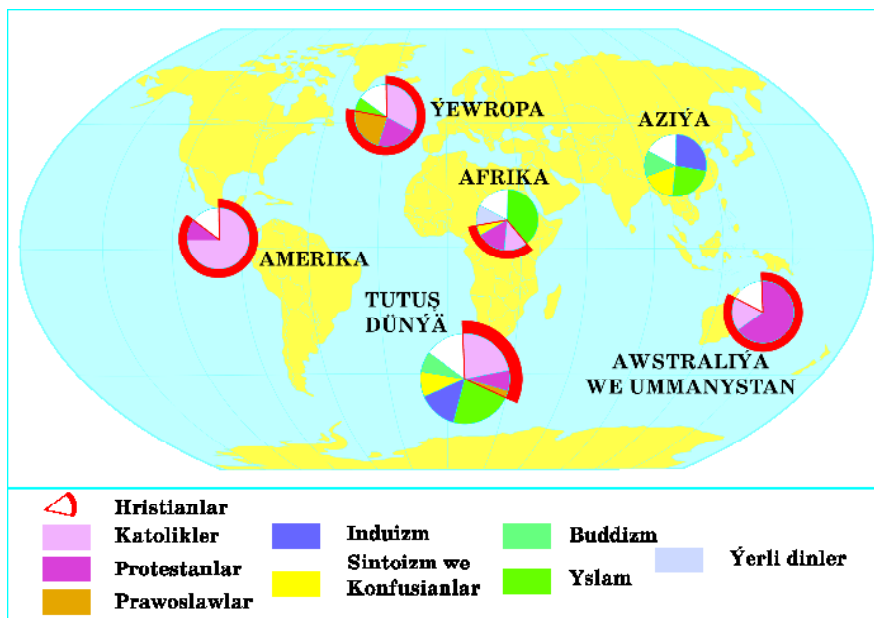 ÝEWROPA
AZIÝA
AFRIKA
AMERIKA
TUTUŞ
DÜNÝÄ
AWSTRALIÝA
WE UMMANYSTAN
Hristianlar
Katolikler
Protestanlar
Prawoslawlar
Induizm
Sintoizm we
Konfusianlar
Buddizm
Yslam
Ýerli dinler